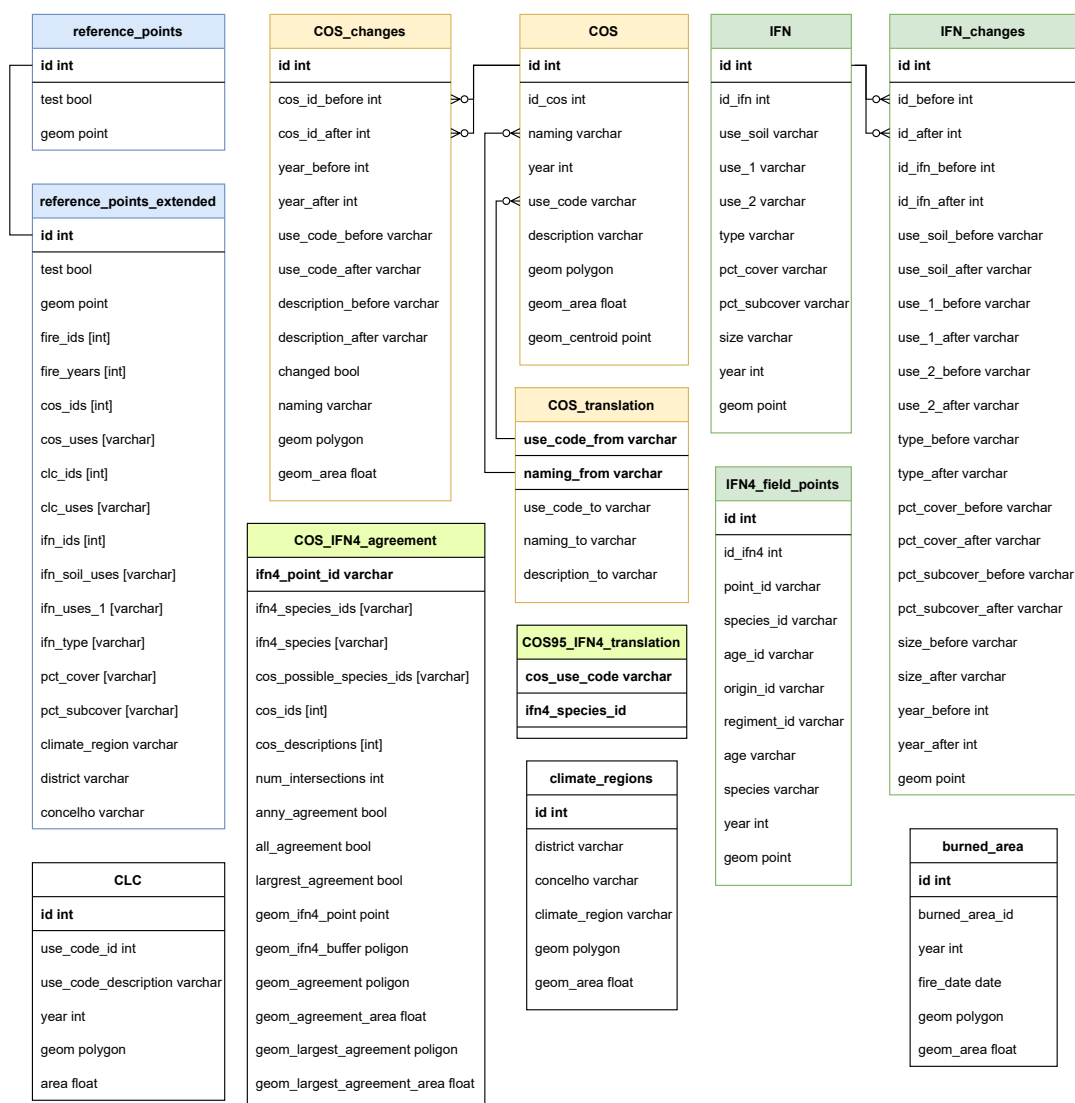 reference_points
id int
test bool
geom point
reference_points_extended
id int
test bool
geom point
fire_ids [int]
fire_years [int]
cos_ids [int]
cos_uses [varchar]
clc_ids [int]
clc_uses [varchar]
ifn_ids [int]
ifn_soil_uses [varchar]
ifn_uses_1 [varchar]
ifn_type [varchar]
pct_cover [varchar]
pct_subcover [varchar]
climate_region varchar
district varchar
concelho varchar
CLC
id int
use_code_id int
use_code_description varchar
year int
geom polygon
area float
COS_changes
id int
cos_id_before int
cos_id_after int
year_before int
year_after int
use_code_before varchar
use_code_after varchar
description_before varchar
description_after varchar
changed bool
naming varchar
geom polygon
geom_area float
COS_IFN4_agreement
ifn4_point_id varchar
ifn4_species_ids [varchar]
ifn4_species [varchar]
cos_possible_species_ids [varchar]
cos_ids [int]
cos_descriptions [int]
num_intersections int
anny_agreement bool
all_agreement bool
largrest_agreement bool
geom_ifn4_point point
geom_ifn4_buffer poligon
geom_agreement poligon
geom_agreement_area float
geom_largest_agreement poligon
geom_largest_agreement_area float
COS
id int
id_cos int
naming varchar
year int
use_code varchar
description varchar
geom polygon
geom_area float
geom_centroid point
COS_translation
use_code_from varchar
naming_from varchar
use_code_to varchar
naming_to varchar
description_to varchar
COS95_IFN4_translation
cos_use_code varchar
ifn4_species_id
climate_regions
id int
district varchar
concelho varchar
climate_region varchar
geom polygon
geom_area float
IFN
id int
id_ifn int
use_soil varchar
use_1 varchar
use_2 varchar
type varchar
pct_cover varchar
pct_subcover varchar
size varchar
year int
geom point
IFN4_field_points
id int
id_ifn4 int
point_id varchar
species_id varchar
age_id varchar
origin_id varchar
regiment_id varchar
age varchar
species varchar
year int
geom point
IFN_changes
id int
id_before int
id_after int
id_ifn_before int
id_ifn_after int
use_soil_before varchar
use_soil_after varchar
use_1_before varchar
use_1_after varchar
use_2_before varchar
use_2_after varchar
type_before varchar
type_after varchar
pct_cover_before varchar
pct_cover_after varchar
pct_subcover_before varchar
pct_subcover_after varchar
size_before varchar
size_after varchar
year_before int
year_after int
geom point
burned_area
id int
burned_area_id
year int
fire_date date
geom polygon
geom_area float